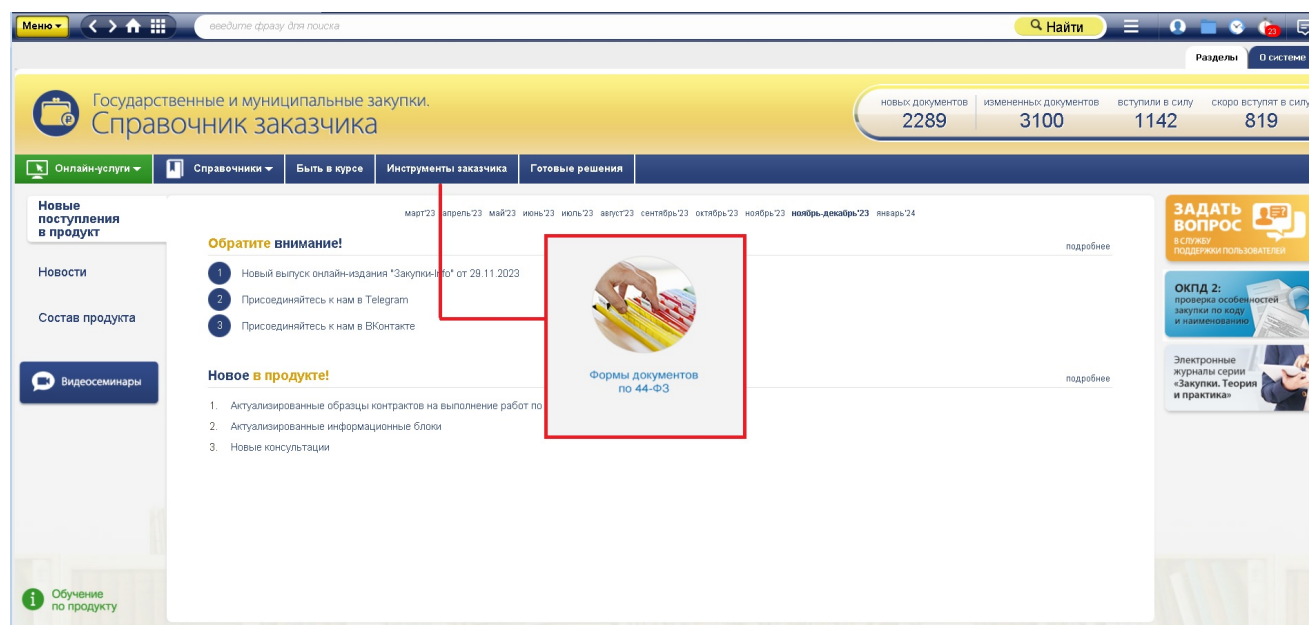 Меню
введите фразу для поиска
Найти
23
Разделы
О системе
Государственные и муниципальные закупки.
Справочник заказчика
новых документов
2289
измененных документов
3100
вступили в силу
1142
скоро вступят в силу
819
Онлайн-услуги
Справочники
Быть в курсе
Инструменты заказчика
Готовые решения
Новые
поступления
в продукт
Новости
Состав продукта
Видеосеминары
Обучение
по продукту
март'23 апрель'23 май'23 июнь'23 июль'23 август'23 сентябрь'23 октябрь'23 ноябрь'23 ноябрь-декабрь'23 январь'24
Обратите внимание!
подробнее
1 Новый выпуск онлайн-издания "Закупки-Info" от 29.11.2023
2 Присоединяйтесь к нам в Telegram
3 Присоединяйтесь к нам в ВКонтакте
Новое в продукте!
подробнее
1. Актуализированные образцы контрактов на выполнение работ по
2. Актуализированные информационные блоки
3. Новые консультации
Формы документов
по 44-ФЗ
ЗАДАТЬ
ВОПРОС
В СЛУЖБУ
ПОДДЕРЖКИ ПОЛЬЗОВАТЕЛЕЙ
ОКПД 2:
проверка особенностей
закупки по коду
и наименованию
Электронные
журналы серии
«Закупки. Теория
и практика»